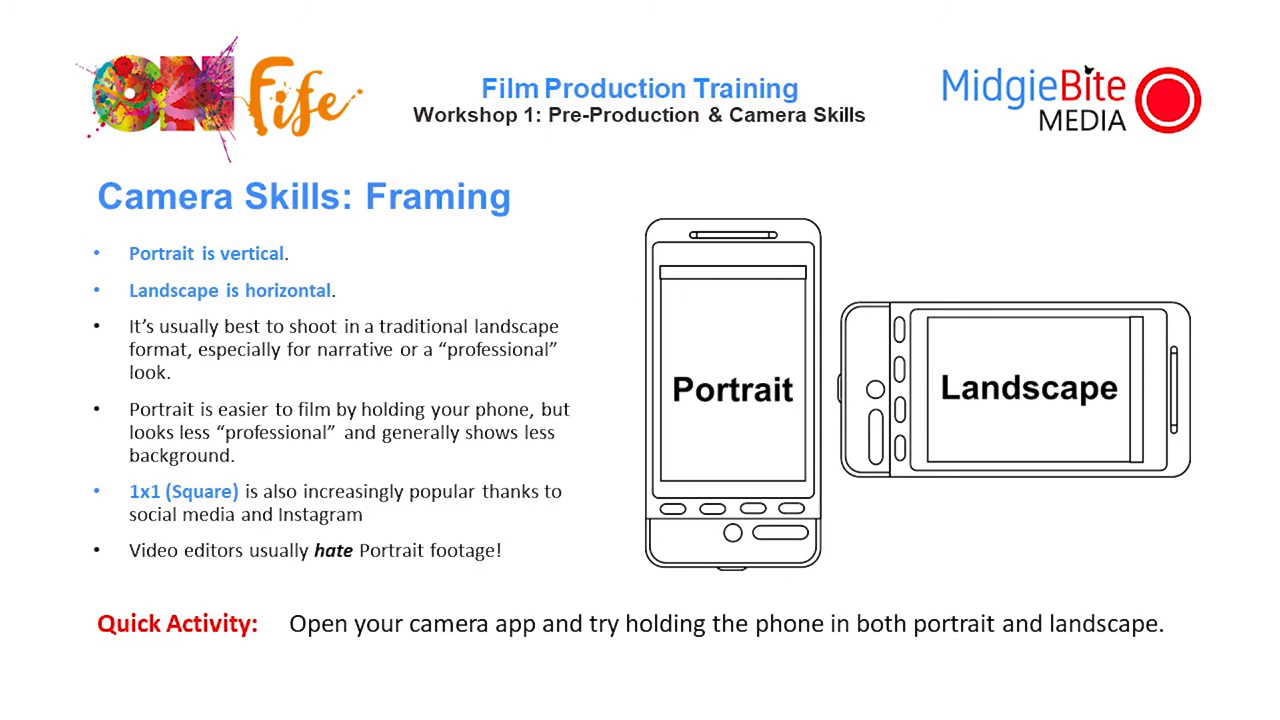 ON Fife
Film Production Training
Workshop 1: Pre-Production & Camera Skills
MidgieBite
MEDIA
Camera Skills: Framing
• Portrait is vertical.
• Landscape is horizontal.
• It’s usually best to shoot in a traditional landscape
format, especially for narrative or a “professional”
look.
• Portrait is easier to film by holding your phone, but
looks less “professional” and generally shows less
background.
• 1x1 (Square) is also increasingly popular thanks to
social media and Instagram
• Video editors usually hate Portrait footage!
Portrait
Landscape
Quick Activity: Open your camera app and try holding the phone in both portrait and landscape.